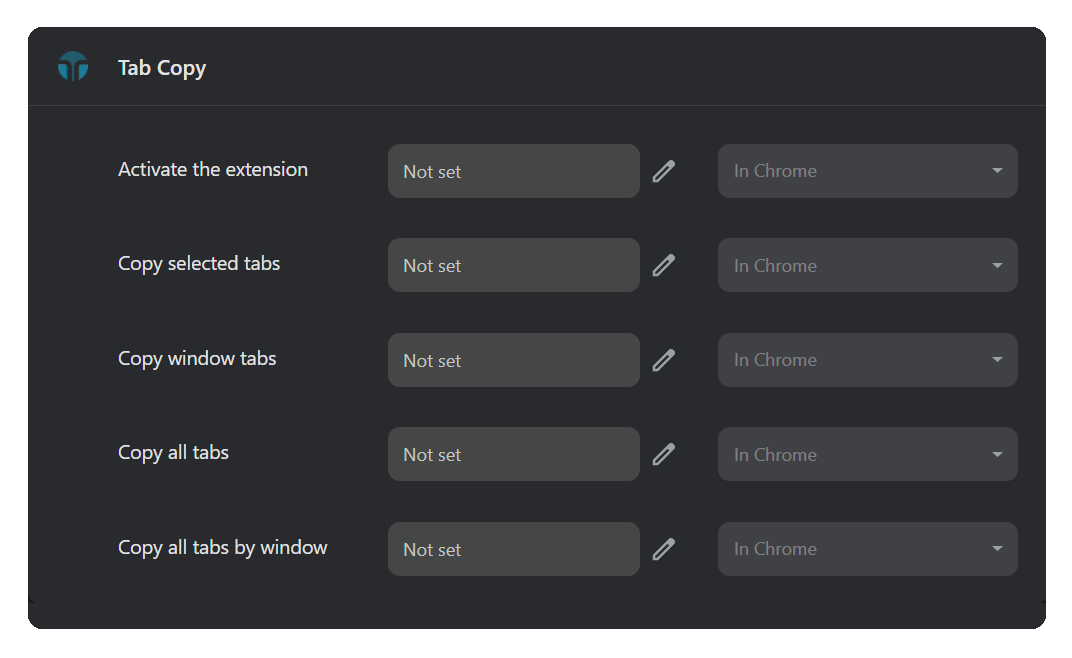 Tab Copy
Activate the extension Not set In Chrome
Copy selected tabs Not set In Chrome
Copy window tabs Not set In Chrome
Copy all tabs Not set In Chrome
Copy all tabs by window Not set In Chrome